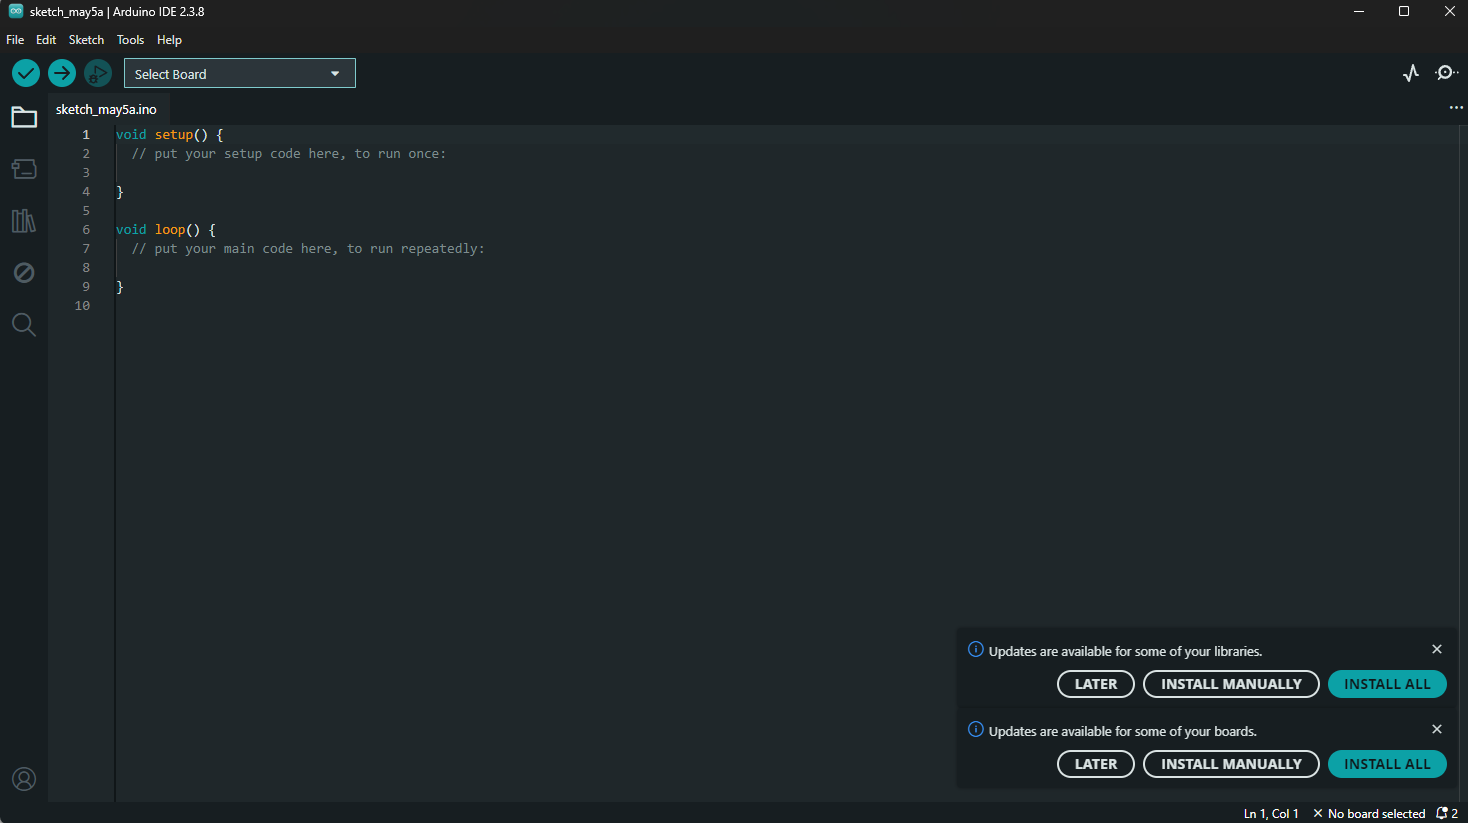 sketch_may5a | Arduino IDE 2.3.8
File Edit Sketch Tools Help
Select Board
sketch_may5a.ino
1 void setup() {
2 // put your setup code here, to run once:
3
4 }
5
6 void loop() {
7 // put your main code here, to run repeatedly:
8
9 }
10
Updates are available for some of your libraries.
LATER INSTALL MANUALLY INSTALL ALL
Updates are available for some of your boards.
LATER INSTALL MANUALLY INSTALL ALL
Ln 1, Col 1 No board selected 2